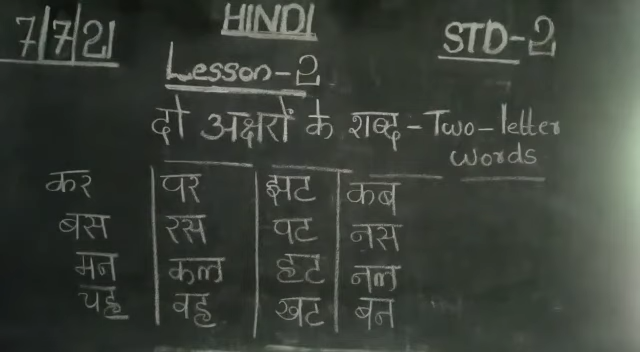 7/7/21 HINDI STD-2
Lesson-2
दो अक्षरों के शब्द - Two-letter
words
कर पर झट कब
बस रस पट नस
मन कल हट नल
यह वह खट बन